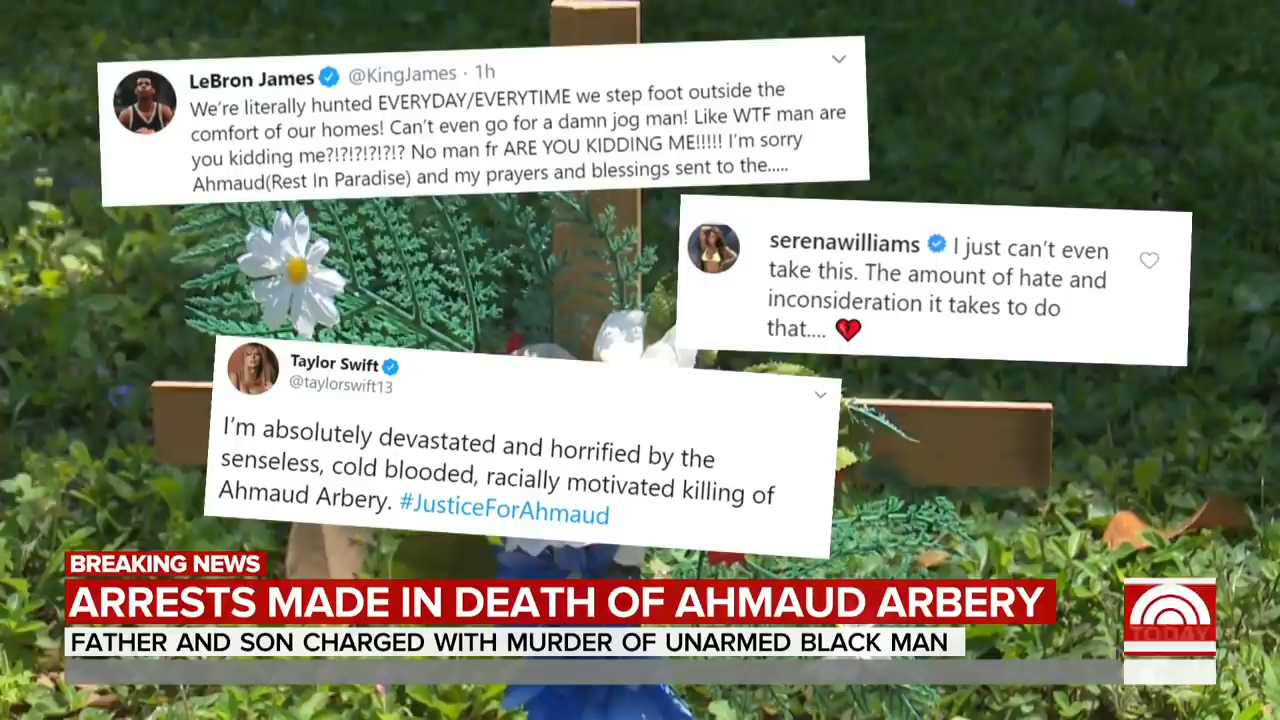 LeBron James @KingJames · 1h
We're literally hunted EVERYDAY/EVERYTIME we step foot outside the
comfort of our homes! Can't even go for a damn jog man! Like WTF man are
you kidding me?!?!?!?!?!? No man fr ARE YOU KIDDING ME!!!!! I'm sorry
Ahmaud(Rest In Paradise) and my prayers and blessings sent to the.....
serenawilliams I just can't even
take this. The amount of hate and
inconsideration it takes to do
that....
Taylor Swift
@taylorswift13
I'm absolutely devastated and horrified by the
senseless, cold blooded, racially motivated killing of
Ahmaud Arbery. #JusticeForAhmaud
BREAKING NEWS
ARRESTS MADE IN DEATH OF AHMAUD ARBERY
FATHER AND SON CHARGED WITH MURDER OF UNARMED BLACK MAN
TODAY